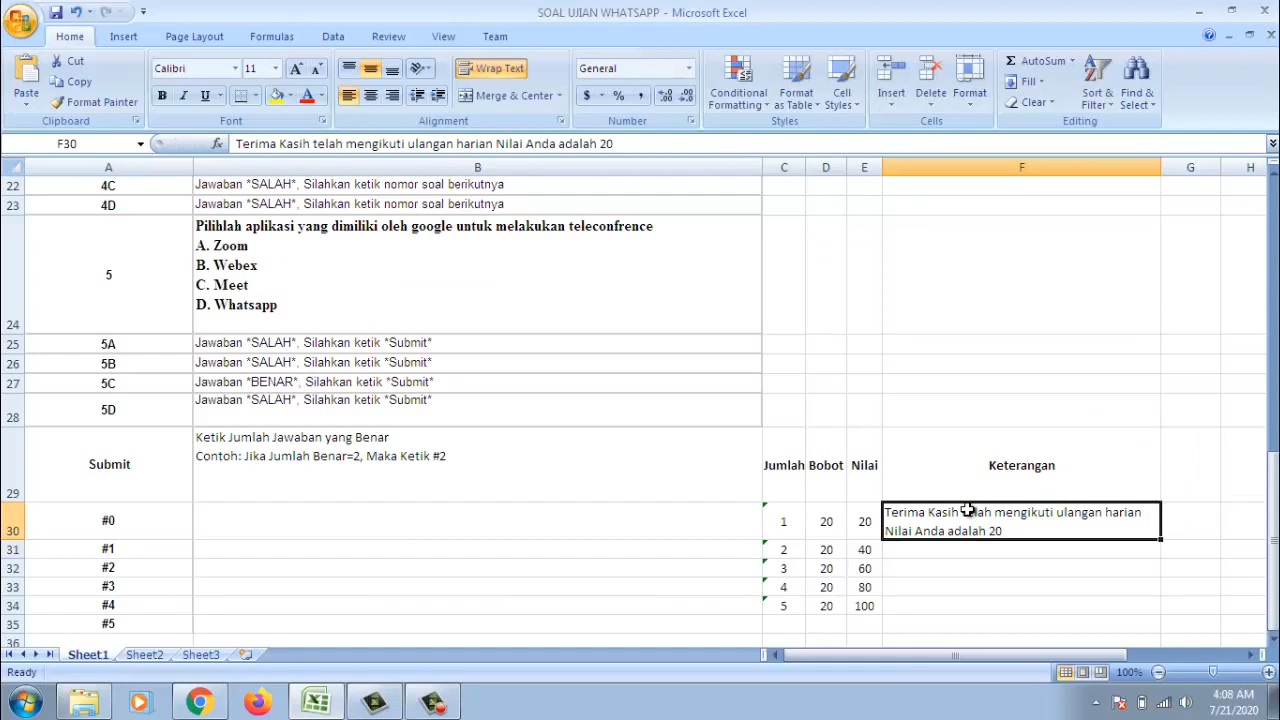 SOAL UJIAN WHATSAPP - Microsoft Excel
Home Insert Page Layout Formulas Data Review View Team
Paste Cut Copy Format Painter Clipboard
Calibri 11 Font
Wrap Text Merge & Center Alignment
General Number
Conditional Formatting Format as Table Cell Styles Styles
Insert Delete Format Cells
AutoSum Fill Clear Sort & Filter Find & Select Editing
F30 fx Terima Kasih telah mengikuti ulangan harian Nilai Anda adalah 20
A B C D E F G H
22 4C Jawaban *SALAH*, Silahkan ketik nomor soal berikutnya
23 4D Jawaban *SALAH*, Silahkan ketik nomor soal berikutnya
Pilihlah aplikasi yang dimiliki oleh google untuk melakukan teleconfrence
A. Zoom
B. Webex
5
C. Meet
D. Whatsapp
24
25 5A Jawaban *SALAH*, Silahkan ketik *Submit*
26 5B Jawaban *SALAH*, Silahkan ketik *Submit*
27 5C Jawaban *BENAR*, Silahkan ketik *Submit*
28 5D Jawaban *SALAH*, Silahkan ketik *Submit*
Ketik Jumlah Jawaban yang Benar
Contoh: Jika Jumlah Benar=2, Maka Ketik #2
29 Submit Jumlah Bobot Nilai Keterangan
30 #0 1 20 20 Terima Kasih telah mengikuti ulangan harian
Nilai Anda adalah 20
31 #1 2 20 40
32 #2 3 20 60
33 #3 4 20 80
34 #4 5 20 100
35 #5
36
Sheet1 Sheet2 Sheet3
Ready 100%
4:08 AM
7/21/2020